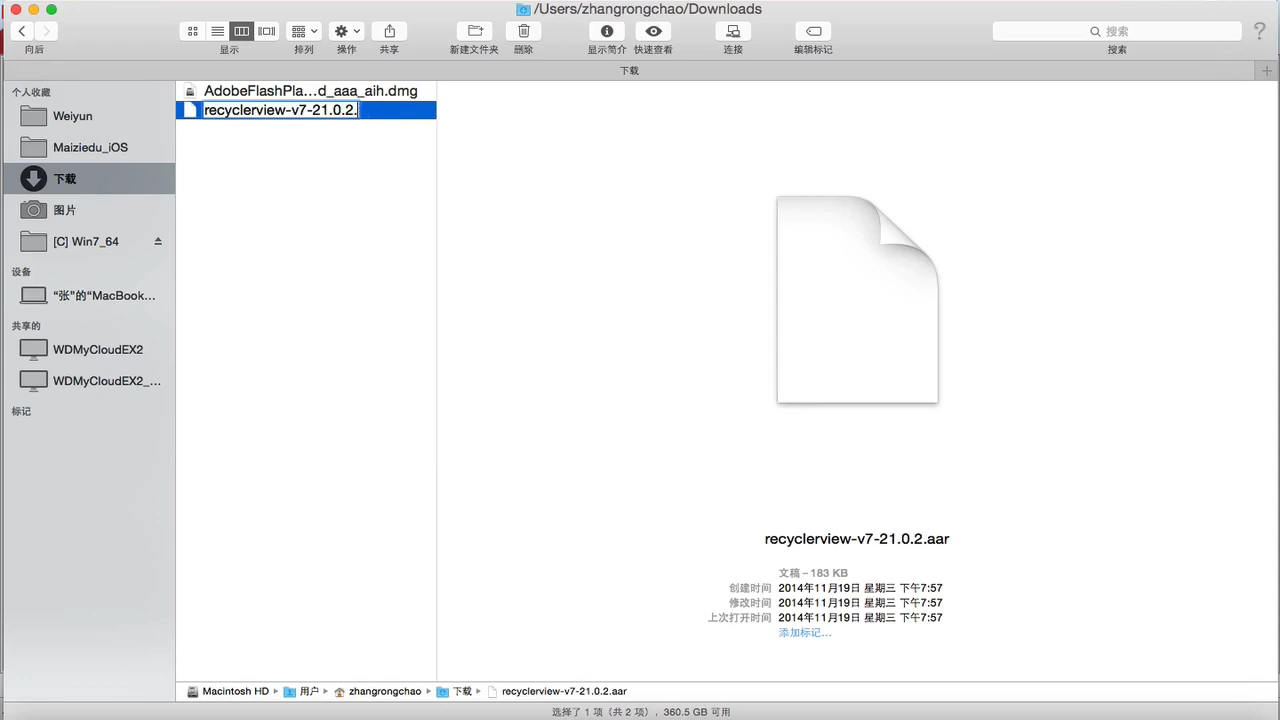 /Users/zhangrongchao/Downloads
向后
显示
排列
操作
共享
新建文件夹
删除
显示简介
快速查看
连接
编辑标记
搜索
搜索
下载
个人收藏
Weiyun
Maiziedu_iOS
下载
图片
[C] Win7_64
设备
“张”的“MacBook...
共享的
WDMyCloudEX2
WDMyCloudEX2_...
标记
AdobeFlashPla...d_aaa_aih.dmg
recyclerview-v7-21.0.2.
recyclerview-v7-21.0.2.aar
文稿 – 183 KB
创建时间 2014年11月19日 星期三 下午7:57
修改时间 2014年11月19日 星期三 下午7:57
上次打开时间 2014年11月19日 星期三 下午7:57
添加标记...
Macintosh HD ▸ 用户 ▸ zhangrongchao ▸ 下载 ▸ recyclerview-v7-21.0.2.aar
选择了 1 项（共 2 项），360.5 GB 可用